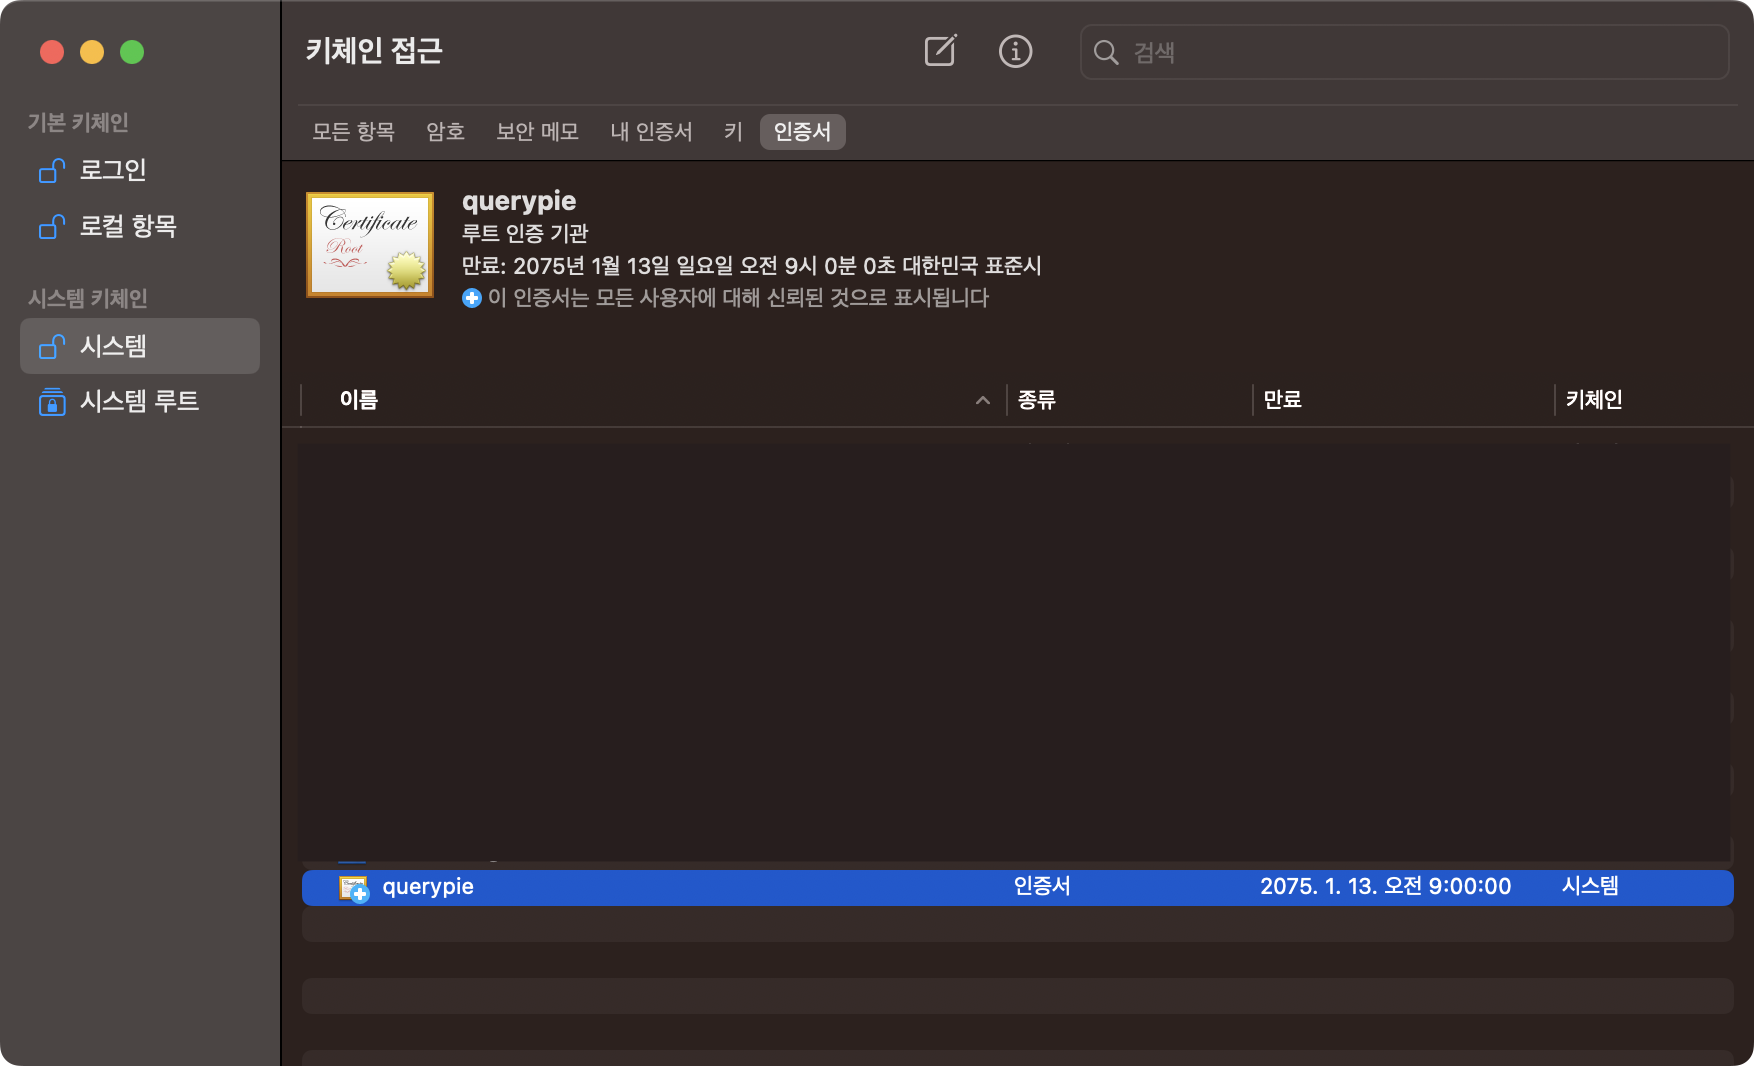 키체인 접근
검색
기본 키체인
로그인
로컬 항목
시스템 키체인
시스템
시스템 루트
모든 항목 암호 보안 메모 내 인증서 키 인증서
Certificate
Root
querypie
루트 인증 기관
만료: 2075년 1월 13일 일요일 오전 9시 0분 0초 대한민국 표준시
이 인증서는 모든 사용자에 대해 신뢰된 것으로 표시됩니다
이름 종류 만료 키체인
querypie 인증서 2075. 1. 13. 오전 9:00:00 시스템